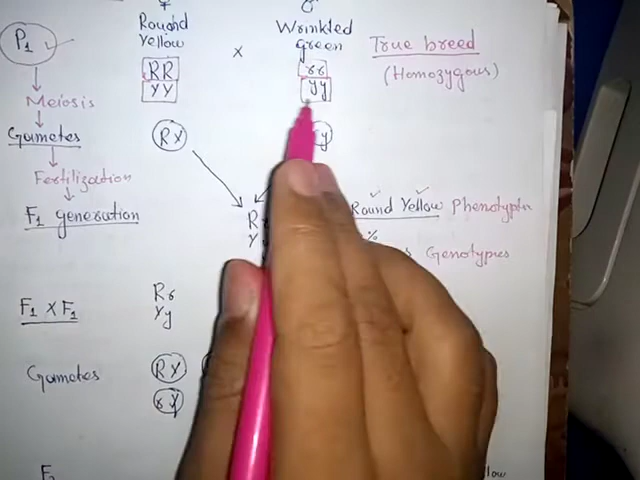 ♀ ♂
Round Wrinkled
Yellow x green
P1 True breed
RR rr (Homozygous)
YY yy
Meiosis
Gametes RY y
Fertilization
F1 generation R Round Yellow Phenotype
Y %
Genotypes
F1 X F1 Rr
Yy
Gametes RY
rY
F2